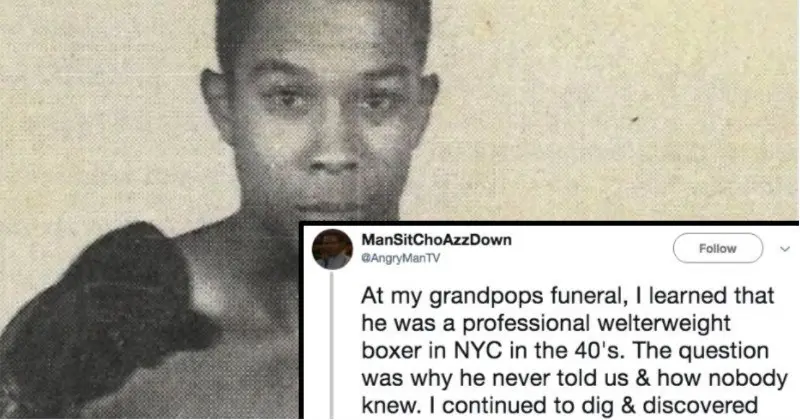 ManSitChoAzzDown
@AngryManTV
Follow
At my grandpops funeral, I learned that
he was a professional welterweight
boxer in NYC in the 40's. The question
was why he never told us & how nobody
knew. I continued to dig & discovered